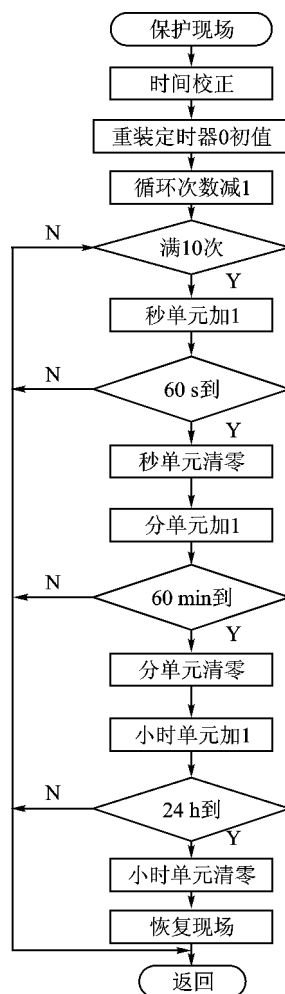 保护现场
时间校正
重装定时器0初值
循环次数减1
N
满10次
Y
秒单元加1
N
60 s到
Y
秒单元清零
分单元加1
N
60 min到
Y
分单元清零
小时单元加1
N
24 h到
Y
小时单元清零
恢复现场
返回